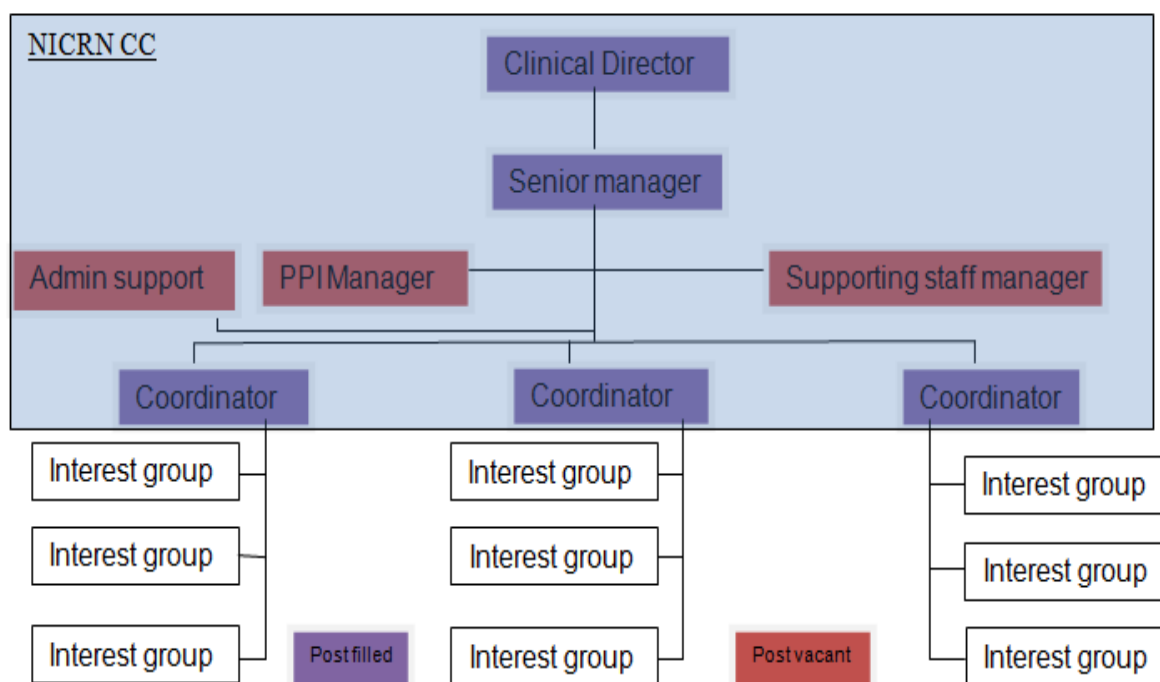 NICRN CC
Clinical Director
Senior manager
Admin support
PPI Manager
Supporting staff manager
Coordinator
Coordinator
Coordinator
Interest group
Interest group
Interest group
Interest group
Interest group
Interest group
Interest group
Post filled
Interest group
Post vacant
Interest group